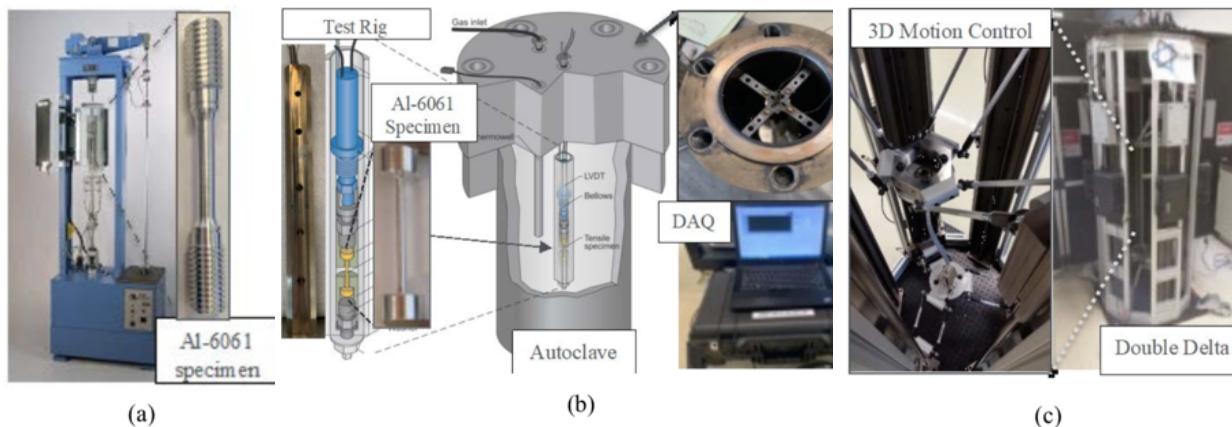 Al-6061
specimen
(a)
Test Rig
Gas inlet
Al-6061
Specimen
hermowell
LVDT
Bellows
Tensile
specimen
Autoclave
DAQ
(b)
3D Motion Control
Double Delta
(c)